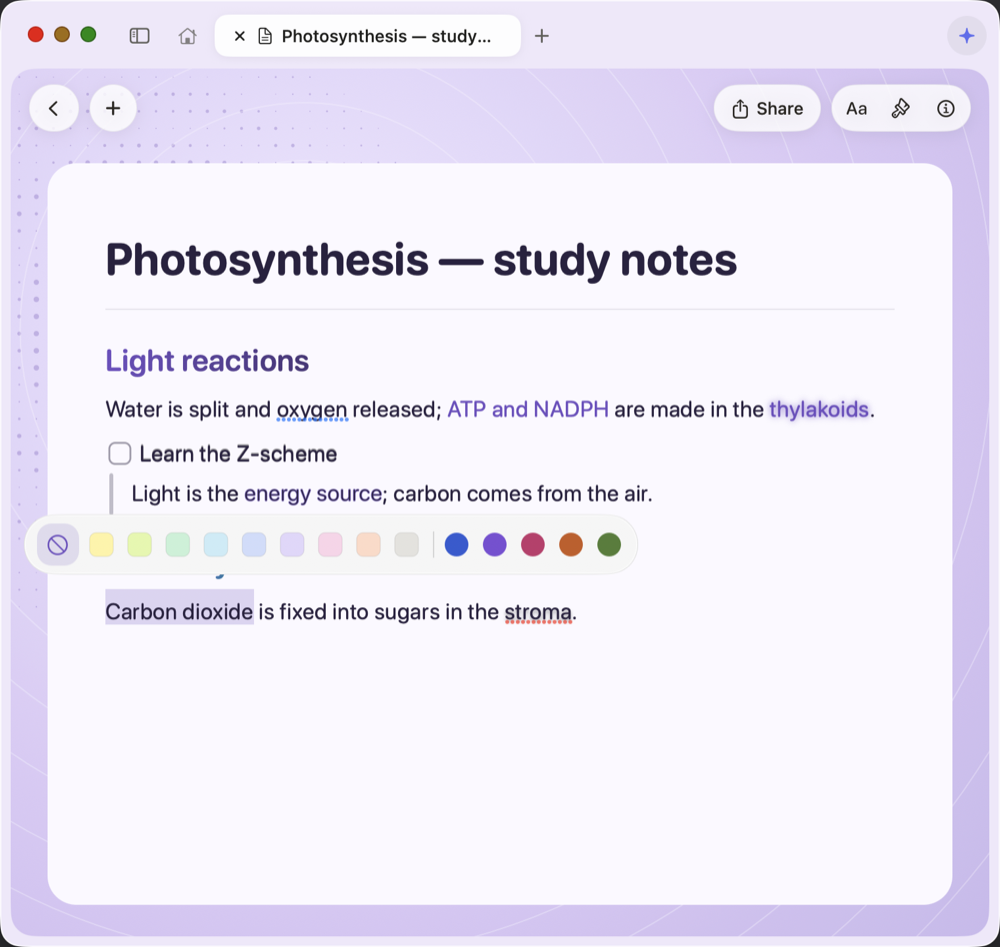 Photosynthesis — study...
Share
Aa
Photosynthesis — study notes
Light reactions
Water is split and oxygen released; ATP and NADPH are made in the thylakoids.
Learn the Z-scheme
Light is the energy source; carbon comes from the air.
Carbon dioxide is fixed into sugars in the stroma.